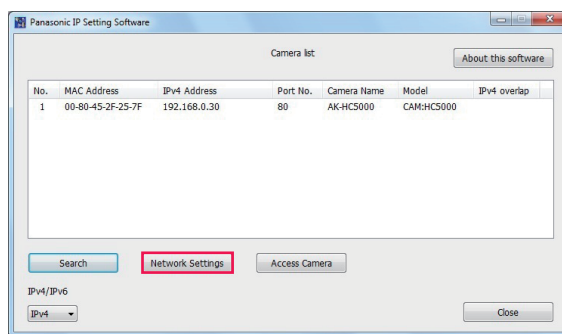 Panasonic IP Setting Software
Camera list
About this software
No. MAC Address IPv4 Address Port No. Camera Name Model IPv4 overlap
1 00-80-45-2F-25-7F 192.168.0.30 80 AK-HC5000 CAM:HC5000
Search Network Settings Access Camera
IPv4/IPv6
IPv4 Close